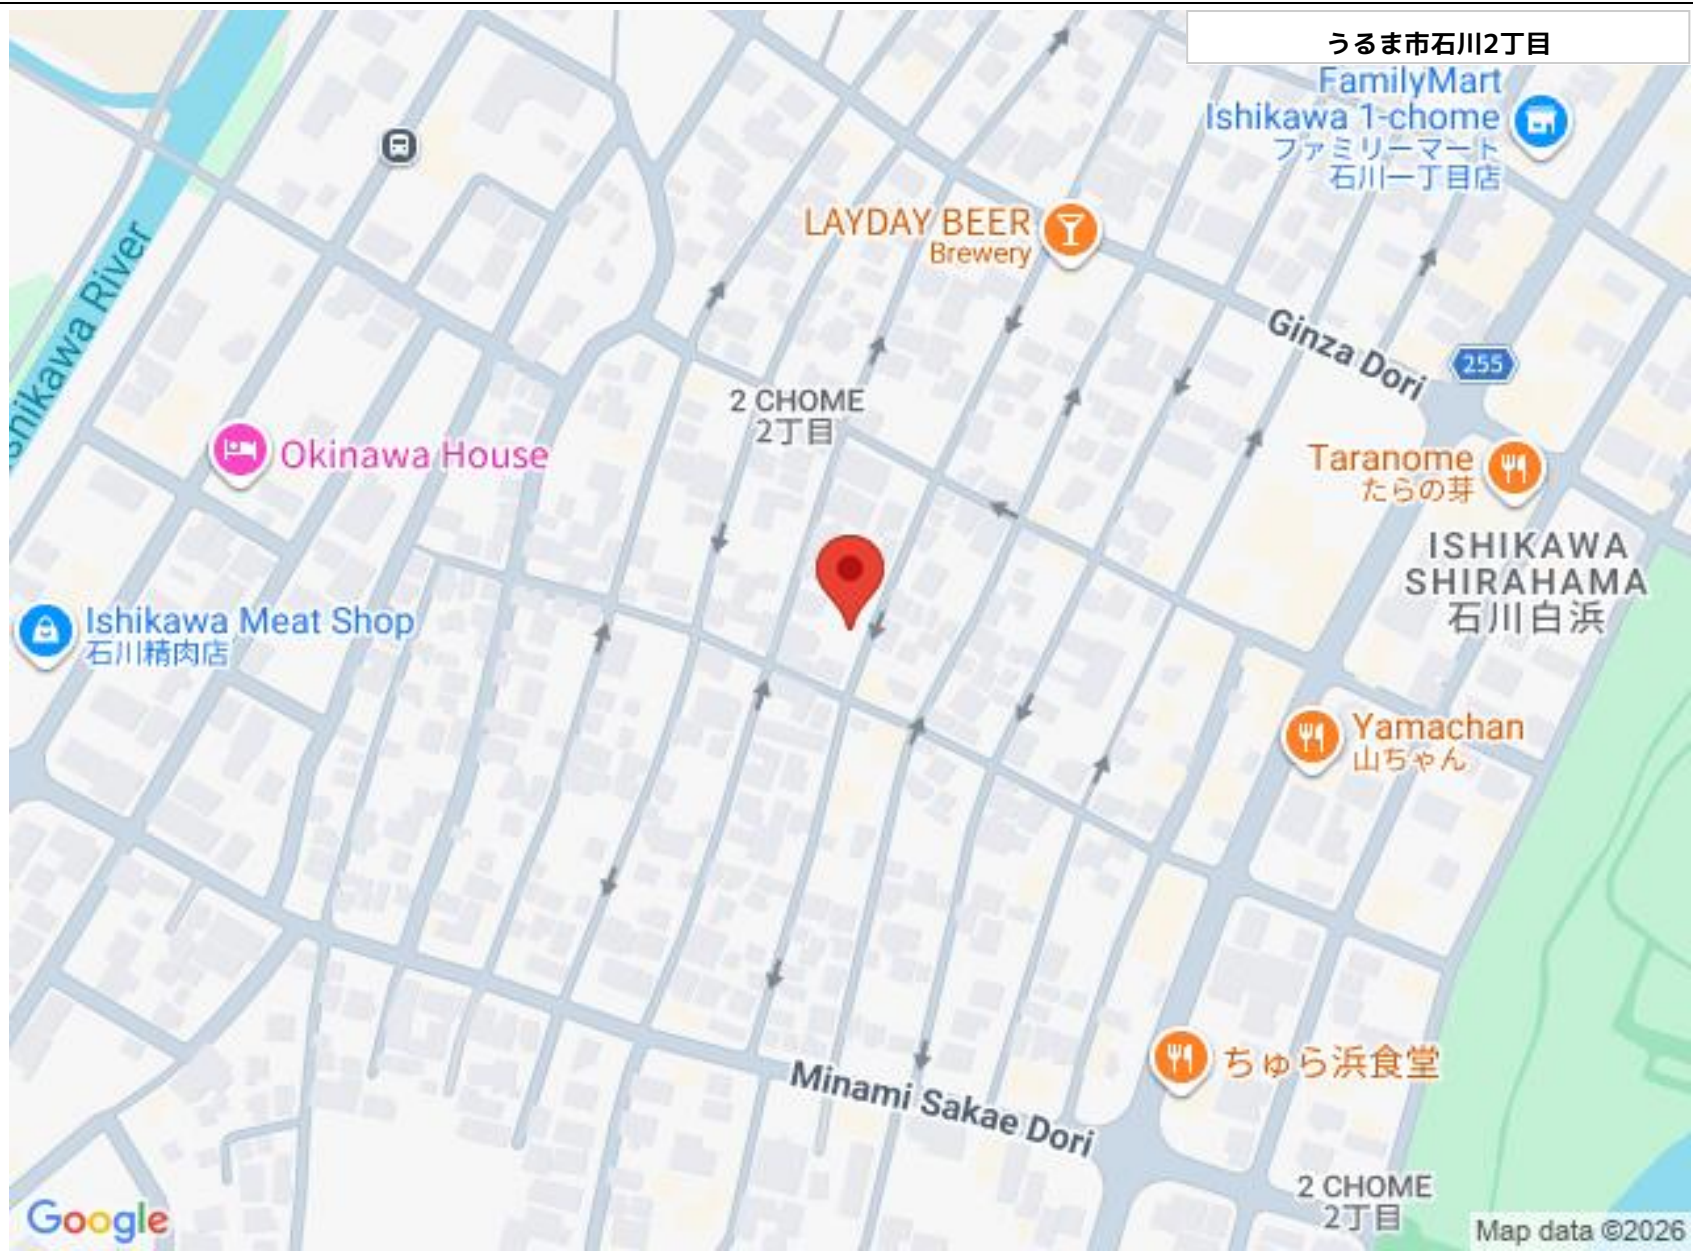 うるま市石川2丁目
FamilyMart
Ishikawa 1-chome
ファミリーマート
石川一丁目店
LAYDAY BEER
Brewery
Ishikawa River
Ginza Dori
255
2 CHOME
2丁目
Okinawa House
Taranome
たらの芽
ISHIKAWA
SHIRAHAMA
石川白浜
Ishikawa Meat Shop
石川精肉店
Yamachan
山ちゃん
ちゅら浜食堂
Minami Sakae Dori
2 CHOME
2丁目
Google
Map data ©2026